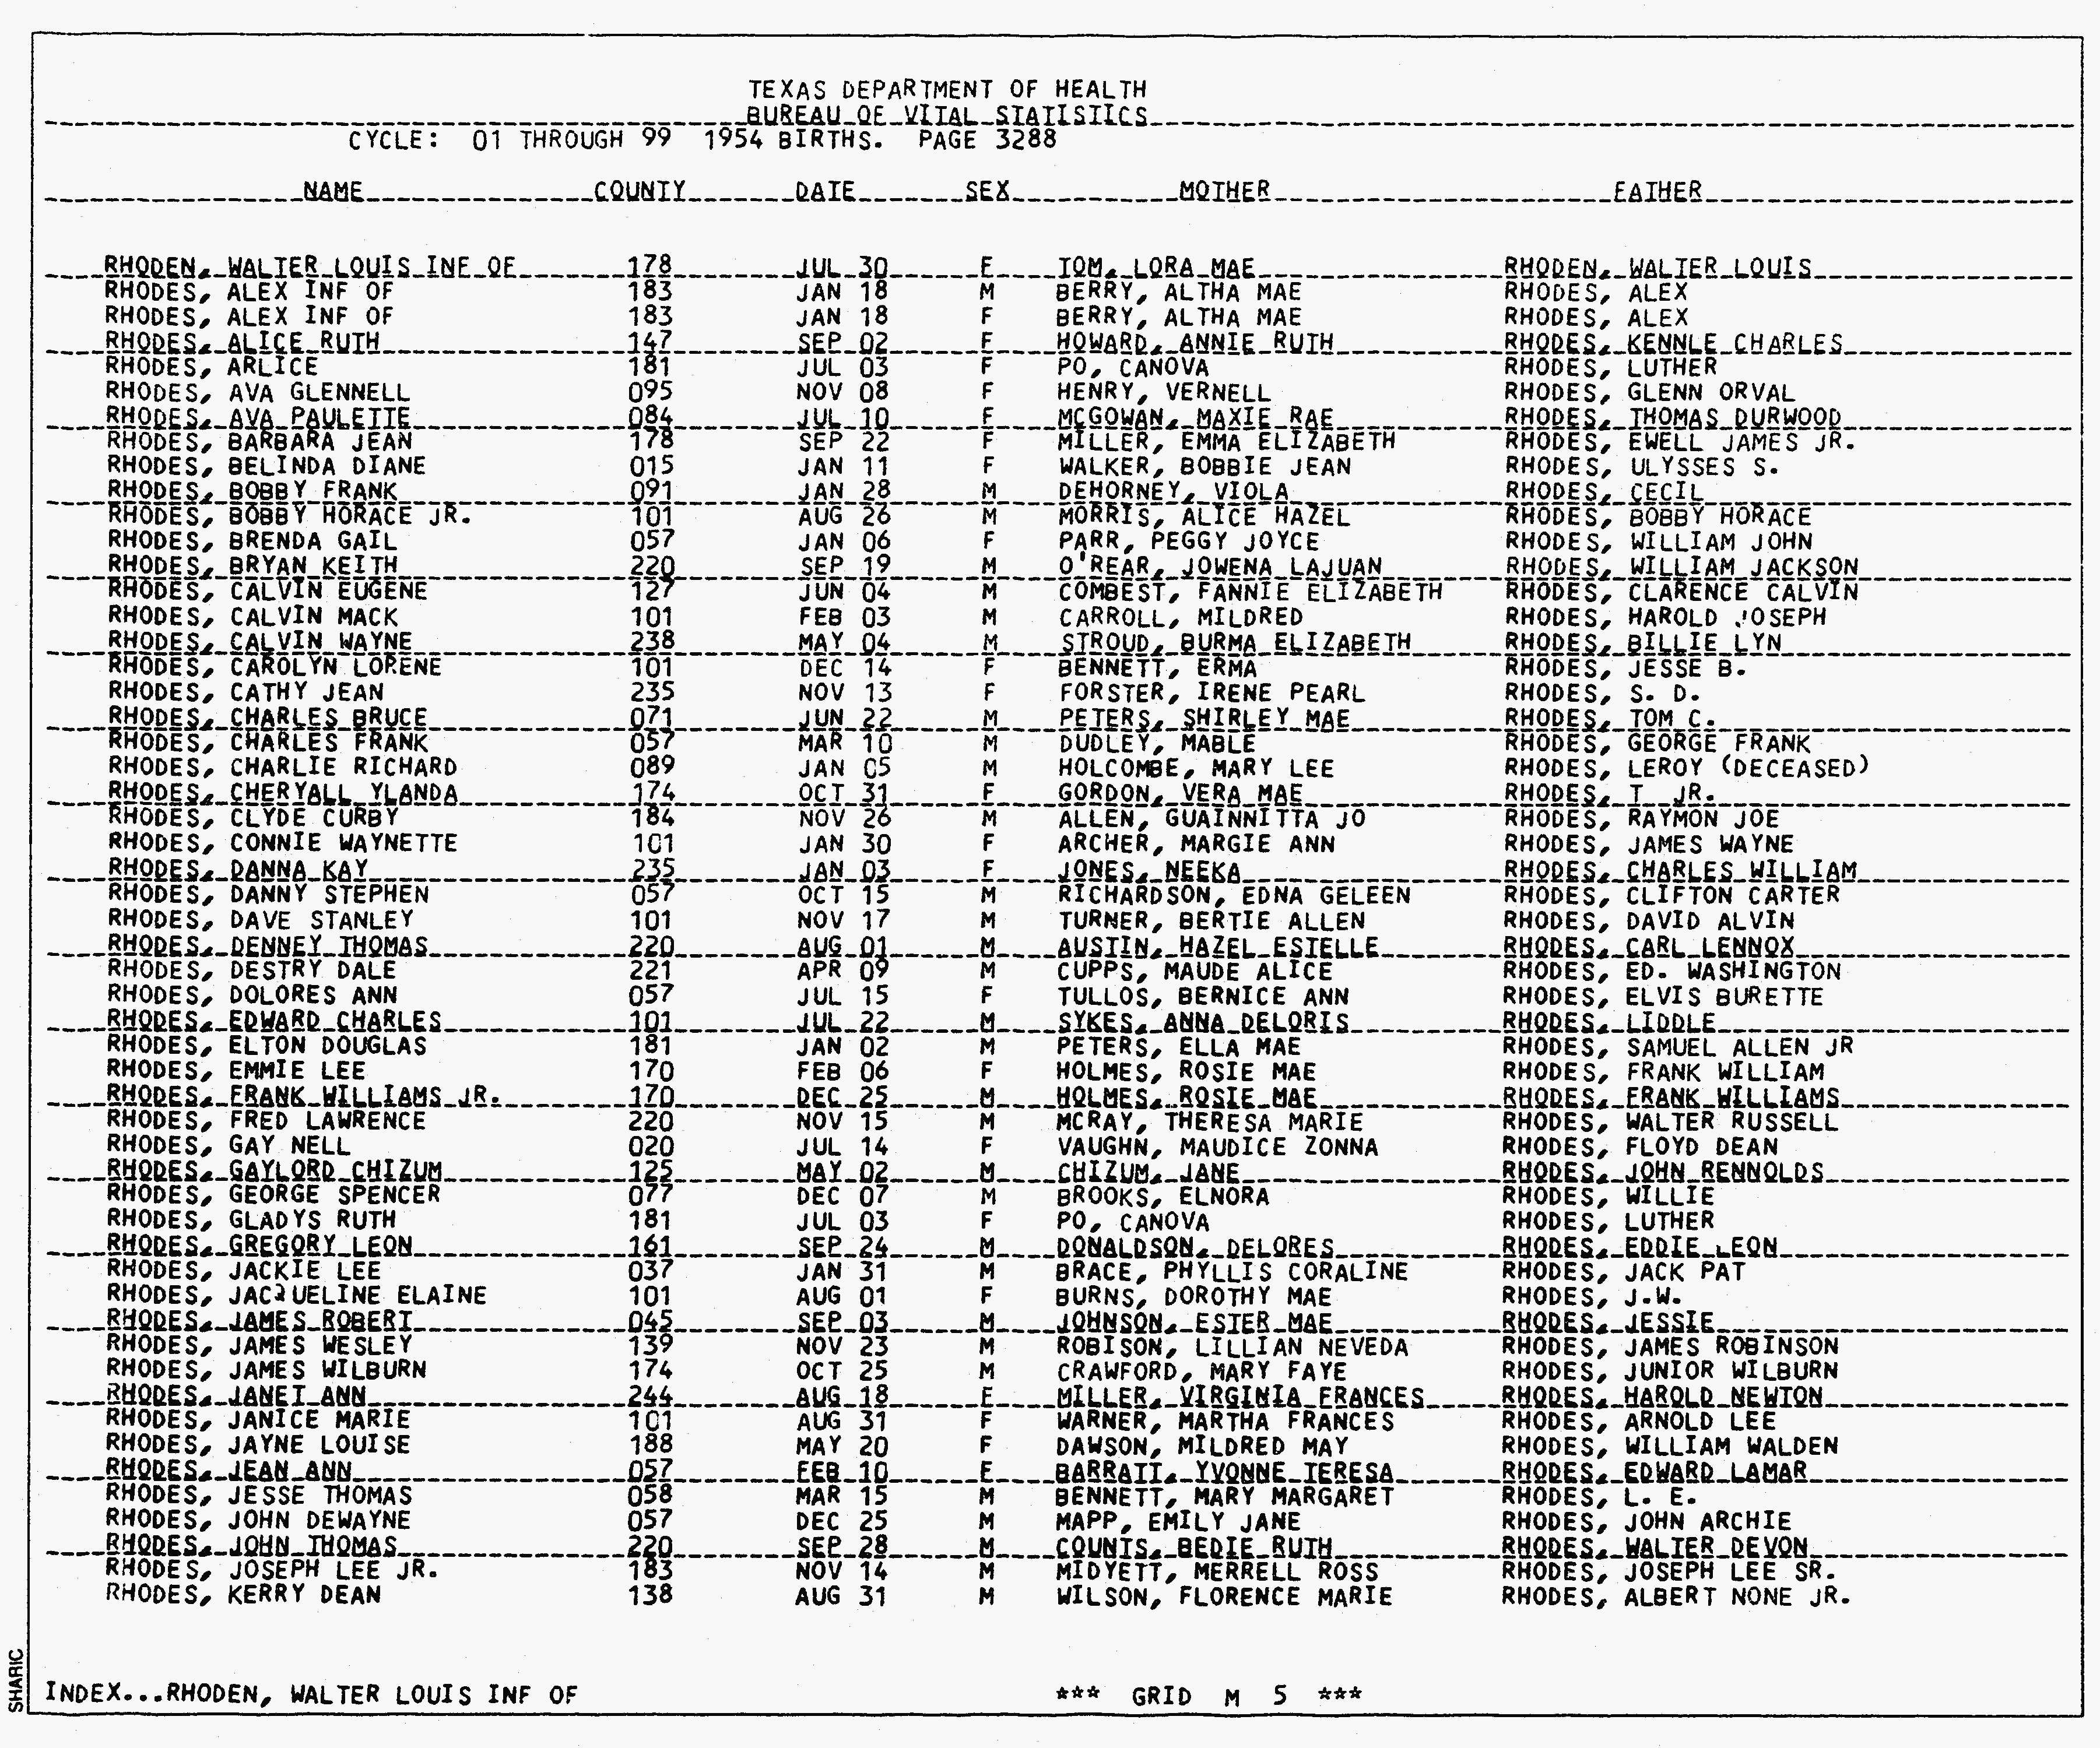 TEXAS DEPARTMENT OF HEALTH
BUREAU OF VITAL STATISTICS
CYCLE: 01 THROUGH 99 1954 BIRTHS. PAGE 3288
NAME COUNTY DATE SEX MOTHER FATHER
RHODEN, WALTER LOUIS INF OF 178 JUL 30 F TOM, LORA MAE RHODEN, WALTER LOUIS
RHODES, ALEX INF OF 183 JAN 18 M BERRY, ALTHA MAE RHODES, ALEX
RHODES, ALEX INF OF 183 JAN 18 F BERRY, ALTHA MAE RHODES, ALEX
RHODES, ALICE RUTH 147 SEP 02 F HOWARD, ANNIE RUTH RHODES, KENNLE CHARLES
RHODES, ARLICE 181 JUL 03 F PO, CANOVA RHODES, LUTHER
RHODES, AVA GLENNELL 095 NOV 08 F HENRY, VERNELL RHODES, GLENN ORVAL
RHODES, AVA PAULETTE 084 JUL 10 F MCGOWAN, MAXIE RAE RHODES, THOMAS DURWOOD
RHODES, BARBARA JEAN 178 SEP 22 F MILLER, EMMA ELIZABETH RHODES, EWELL JAMES JR.
RHODES, BELINDA DIANE 015 JAN 11 F WALKER, BOBBIE JEAN RHODES, ULYSSES S.
RHODES, BOBBY FRANK 091 JAN 28 M DEHORNEY, VIOLA RHODES, CECIL
RHODES, BOBBY HORACE JR. 101 AUG 26 M MORRIS, ALICE HAZEL RHODES, BOBBY HORACE
RHODES, BRENDA GAIL 057 JAN 06 F PARR, PEGGY JOYCE RHODES, WILLIAM JOHN
RHODES, BRYAN KEITH 220 SEP 19 M O'REAR, JOWENA LAJUAN RHODES, WILLIAM JACKSON
RHODES, CALVIN EUGENE 127 JUN 04 M COMBEST, FANNIE ELIZABETH RHODES, CLARENCE CALVIN
RHODES, CALVIN MACK 101 FEB 03 M CARROLL, MILDRED RHODES, HAROLD JOSEPH
RHODES, CALVIN WAYNE 238 MAY 04 M STROUD, BURMA ELIZABETH RHODES, BILLIE LYN
RHODES, CAROLYN LORENE 101 DEC 14 F BENNETT, ERMA RHODES, JESSE B.
RHODES, CATHY JEAN 235 NOV 13 F FORSTER, IRENE PEARL RHODES, S. D.
RHODES, CHARLES BRUCE 071 JUN 22 M PETERS, SHIRLEY MAE RHODES, TOM C.
RHODES, CHARLES FRANK 057 MAR 10 M DUDLEY, MABLE RHODES, GEORGE FRANK
RHODES, CHARLIE RICHARD 089 JAN 05 M HOLCOMBE, MARY LEE RHODES, LEROY (DECEASED)
RHODES, CHERYALL YLANDA 174 OCT 31 F GORDON, VERA MAE RHODES, T JR.
RHODES, CLYDE CURBY 184 NOV 26 M ALLEN, GUAINNITTA JO RHODES, RAYMON JOE
RHODES, CONNIE WAYNETTE 101 JAN 30 F ARCHER, MARGIE ANN RHODES, JAMES WAYNE
RHODES, DANNA KAY 235 JAN 03 F JONES, NEEKA RHODES, CHARLES WILLIAM
RHODES, DANNY STEPHEN 057 OCT 15 M RICHARDSON, EDNA GELEEN RHODES, CLIFTON CARTER
RHODES, DAVE STANLEY 101 NOV 17 M TURNER, BERTIE ALLEN RHODES, DAVID ALVIN
RHODES, DENNEY THOMAS 220 AUG 01 M AUSTIN, HAZEL ESTELLE RHODES, CARL LENNOX
RHODES, DESTRY DALE 221 APR 09 M CUPPS, MAUDE ALICE RHODES, ED. WASHINGTON
RHODES, DOLORES ANN 057 JUL 15 F TULLOS, BERNICE ANN RHODES, ELVIS BURETTE
RHODES, EDWARD CHARLES 101 JUL 22 M SYKES, ANNA DELORIS RHODES, LIDDLE
RHODES, ELTON DOUGLAS 181 JAN 02 M PETERS, ELLA MAE RHODES, SAMUEL ALLEN JR
RHODES, EMMIE LEE 170 FEB 06 F HOLMES, ROSIE MAE RHODES, FRANK WILLIAM
RHODES, FRANK WILLIAMS JR. 170 DEC 25 M HOLMES, ROSIE MAE RHODES, FRANK WILLIAMS
RHODES, FRED LAWRENCE 220 NOV 15 M MCRAY, THERESA MARIE RHODES, WALTER RUSSELL
RHODES, GAY NELL 020 JUL 14 F VAUGHN, MAUDICE ZONNA RHODES, FLOYD DEAN
RHODES, GAYLORD CHIZUM 125 MAY 02 M CHIZUM, JANE RHODES, JOHN RENNOLDS
RHODES, GEORGE SPENCER 077 DEC 07 M BROOKS, ELNORA RHODES, WILLIE
RHODES, GLADYS RUTH 181 JUL 03 F PO, CANOVA RHODES, LUTHER
RHODES, GREGORY LEON 161 SEP 24 M DONALDSON, DELORES RHODES, EDDIE LEON
RHODES, JACKIE LEE 037 JAN 31 M BRACE, PHYLLIS CORALINE RHODES, JACK PAT
RHODES, JACQUELINE ELAINE 101 AUG 01 F BURNS, DOROTHY MAE RHODES, J.W.
RHODES, JAMES ROBERT 045 SEP 03 M JOHNSON, ESTER MAE RHODES, JESSIE
RHODES, JAMES WESLEY 139 NOV 23 M ROBISON, LILLIAN NEVEDA RHODES, JAMES ROBINSON
RHODES, JAMES WILBURN 174 OCT 25 M CRAWFORD, MARY FAYE RHODES, JUNIOR WILBURN
RHODES, JANET ANN 244 AUG 18 F MILLER, VIRGINIA FRANCES RHODES, HAROLD NEWTON
RHODES, JANICE MARIE 101 AUG 31 F WARNER, MARTHA FRANCES RHODES, ARNOLD LEE
RHODES, JAYNE LOUISE 188 MAY 20 F DAWSON, MILDRED MAY RHODES, WILLIAM WALDEN
RHODES, JEAN ANN 057 FEB 10 F BARRATT, YVONNE TERESA RHODES, EDWARD LAMAR
RHODES, JESSE THOMAS 058 MAR 15 M BENNETT, MARY MARGARET RHODES, L. E.
RHODES, JOHN DEWAYNE 057 DEC 25 M MAPP, EMILY JANE RHODES, JOHN ARCHIE
RHODES, JOHN THOMAS 220 SEP 28 M COUNTS, BEDIE RUTH RHODES, WALTER DEVON
RHODES, JOSEPH LEE JR. 183 NOV 14 M MIDYETT, MERRELL ROSS RHODES, JOSEPH LEE SR.
RHODES, KERRY DEAN 138 AUG 31 M WILSON, FLORENCE MARIE RHODES, ALBERT NONE JR.
SHARIC
INDEX...RHODEN, WALTER LOUIS INF OF *** GRID M 5 ***